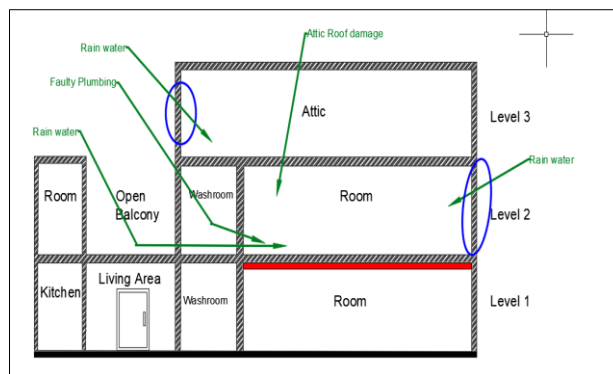 Attic Roof damage
Rain water
Faulty Plumbing
Rain water
Attic
Level 3
Rain water
Room
Open
Balcony
Washroom
Room
Level 2
Kitchen
Living Area
Washroom
Room
Level 1